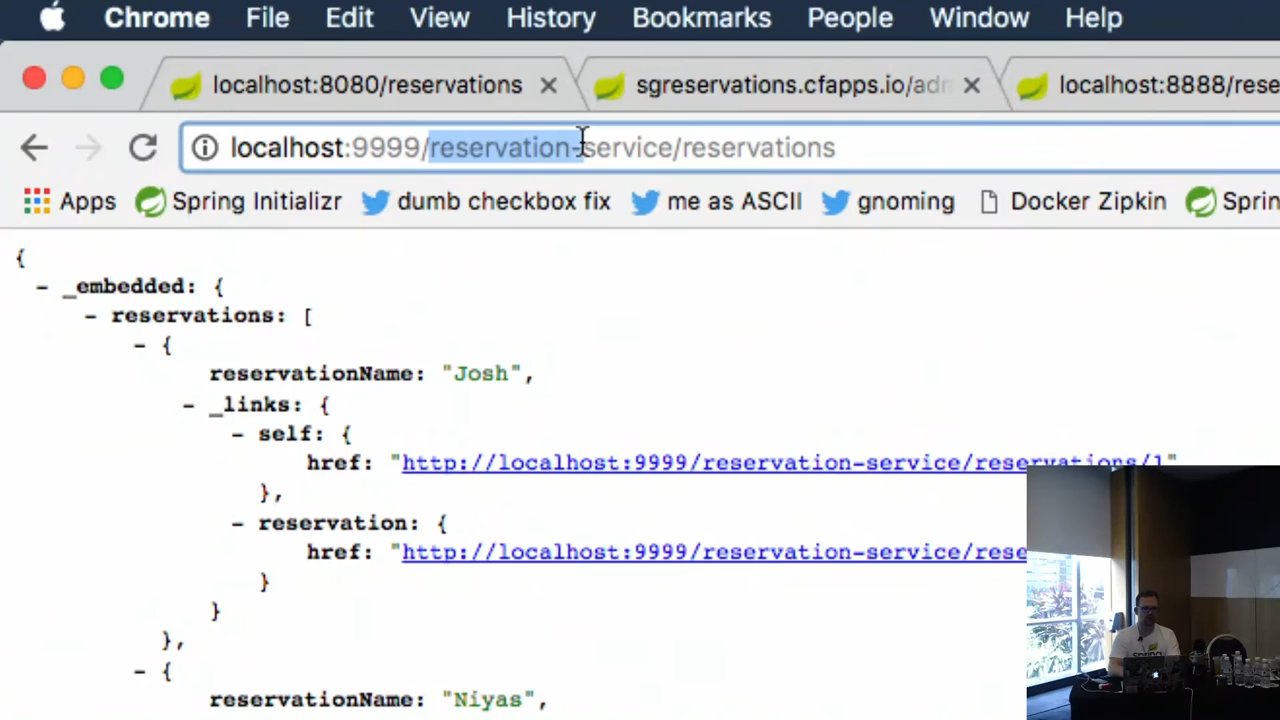 Chrome File Edit View History Bookmarks People Window Help
localhost:8080/reservations sgreservations.cfapps.io/adn localhost:8888/rese
localhost:9999/reservation-service/reservations
Apps Spring Initializr dumb checkbox fix me as ASCII gnoming Docker Zipkin Sprin
{
- _embedded: {
- reservations: [
- {
reservationName: "Josh",
- _links: {
- self: {
href: "http://localhost:9999/reservation-service/reservations/1"
},
- reservation: {
href: "http://localhost:9999/reservation-service/rese
}
}
},
- {
reservationName: "Niyas",